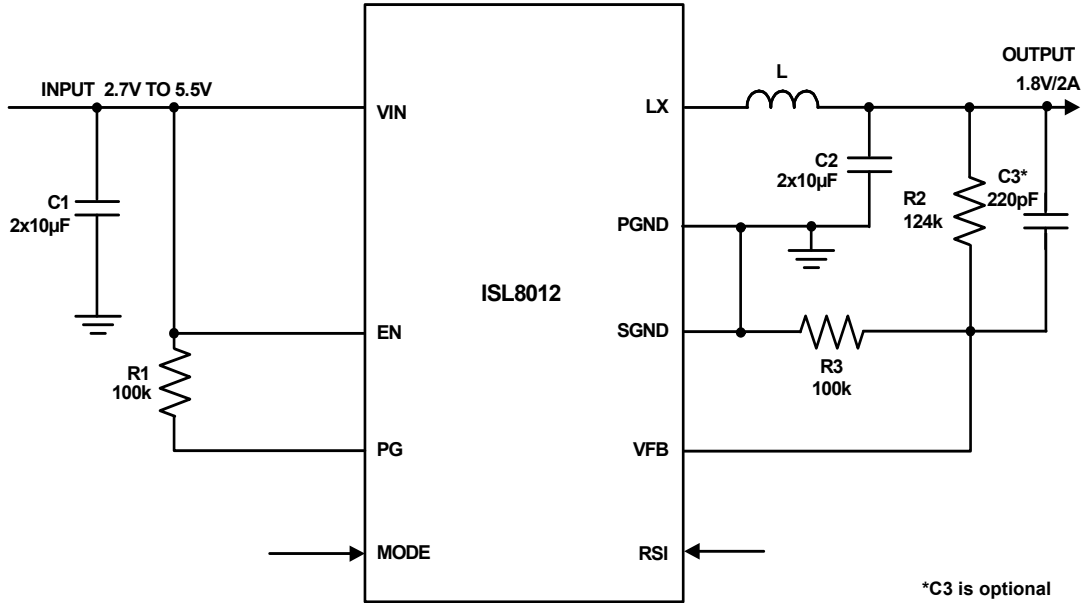 INPUT 2.7V TO 5.5V
C1
2x10µF
R1
100k
VIN
EN
PG
MODE
ISL8012
LX
PGND
SGND
VFB
RSI
L
C2
2x10µF
R2
124k
C3*
220pF
R3
100k
OUTPUT
1.8V/2A
*C3 is optional